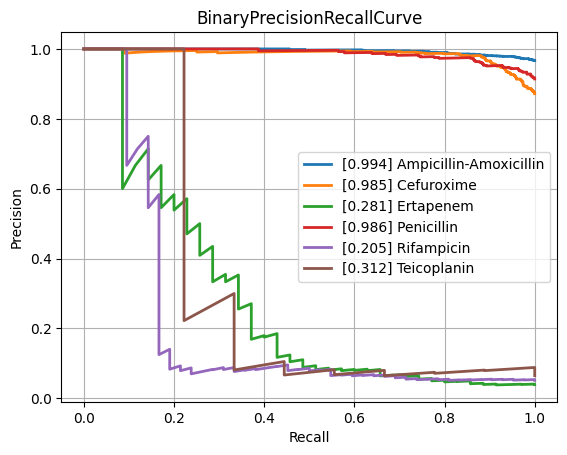 BinaryPrecisionRecallCurve
Precision
1.0
0.8
0.6
0.4
0.2
0.0
[0.994] Ampicillin-Amoxicillin
[0.985] Cefuroxime
[0.281] Ertapenem
[0.986] Penicillin
[0.205] Rifampicin
[0.312] Teicoplanin
0.0 0.2 0.4 0.6 0.8 1.0
Recall